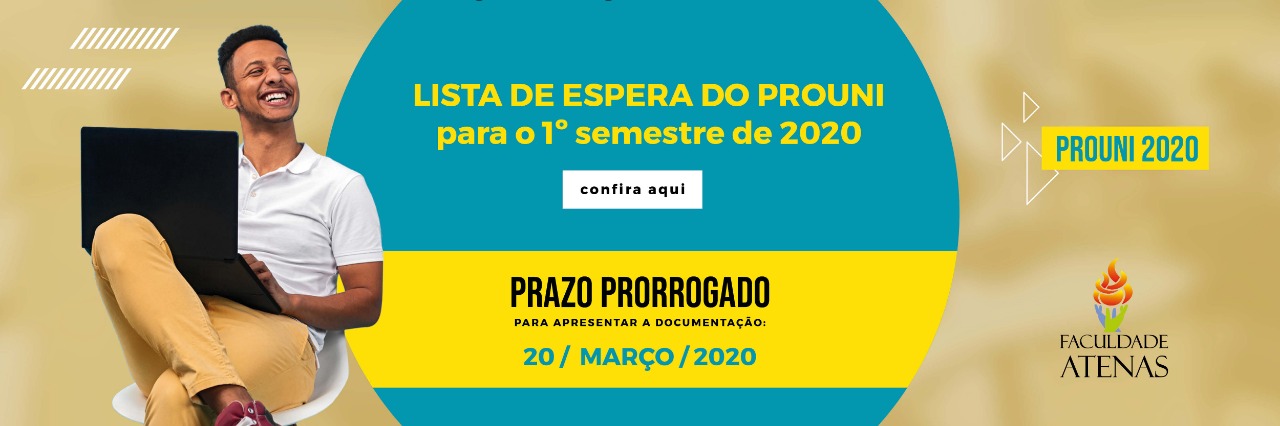 LISTA DE ESPERA DO PROUNI
para o 1º semestre de 2020
confira aqui
PRAZO PRORROGADO
PARA APRESENTAR A DOCUMENTAÇÃO:
20 / MARÇO / 2020
PROUNI 2020
FACULDADE
ATENAS